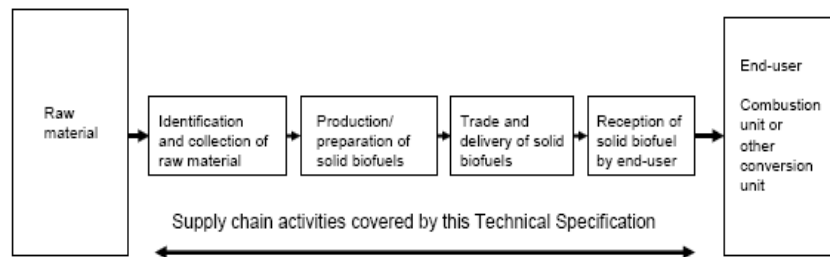 Raw
material
Identification
and collection of
raw material
Production/
preparation of
solid biofuels
Trade and
delivery of solid
biofuels
Reception of
solid biofuel
by end-user
End-user
Combustion
unit or
other
conversion
unit
Supply chain activities covered by this Technical Specification